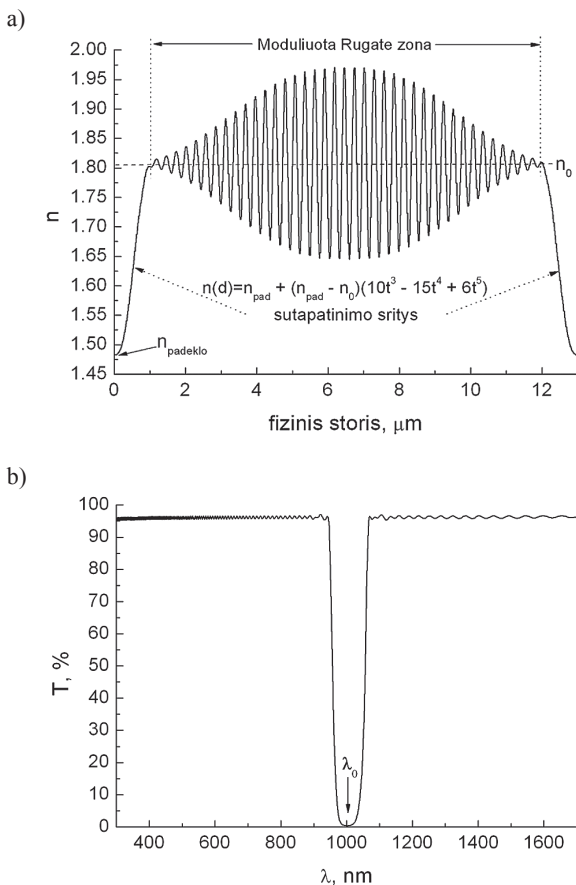 a)
Moduliuota Rugate zona
2.00
1.95
1.90
1.85
1.80
1.75
1.70
1.65
1.60
1.55
1.50
1.45
n
n₀
n(d)=n_pad + (n_pad - n₀)(10t³ - 15t⁴ + 6t⁵)
sutapatinimo sritys
n_padeklo
0 2 4 6 8 10 12
fizinis storis, μm
b)
100
90
80
70
60
50
40
30
20
10
0
T, %
λ₀
400 600 800 1000 1200 1400 1600
λ, nm